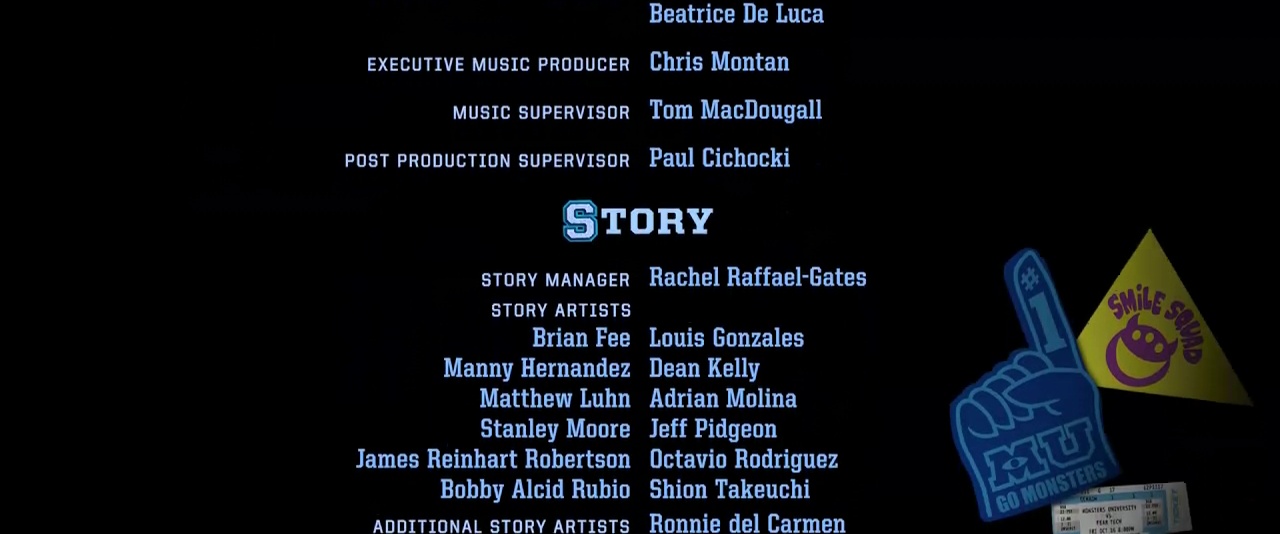 Beatrice De Luca
EXECUTIVE MUSIC PRODUCER Chris Montan
MUSIC SUPERVISOR Tom MacDougall
POST PRODUCTION SUPERVISOR Paul Cichocki
STORY
STORY MANAGER Rachel Raffael-Gates
STORY ARTISTS
Brian Fee Louis Gonzales
Manny Hernandez Dean Kelly
Matthew Luhn Adrian Molina
Stanley Moore Jeff Pidgeon
James Reinhart Robertson Octavio Rodriguez
Bobby Alcid Rubio Shion Takeuchi
ADDITIONAL STORY ARTISTS Ronnie del Carmen
#1
MU
GO MONSTERS
SMILE SQUAD
MONSTERS UNIVERSITY
VS.
FEAR TECH